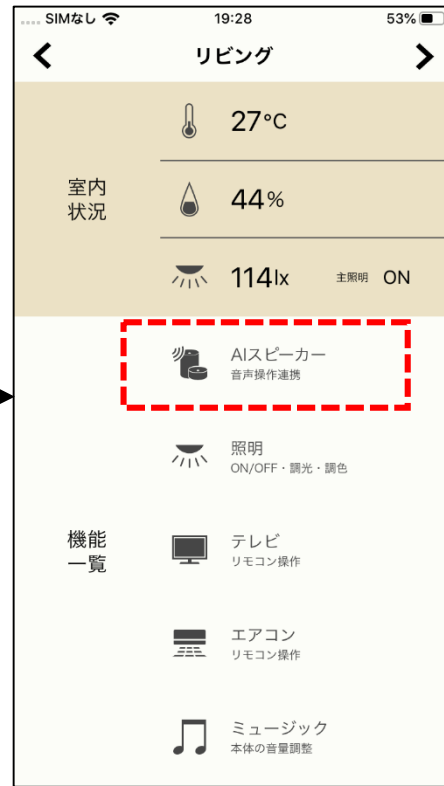 SIMなし 19:28 53%
リビング
室内
状況
27°C
44%
114lx 主照明 ON
機能
一覧
AIスピーカー
音声操作連携
照明
ON/OFF・調光・調色
テレビ
リモコン操作
エアコン
リモコン操作
ミュージック
本体の音量調整